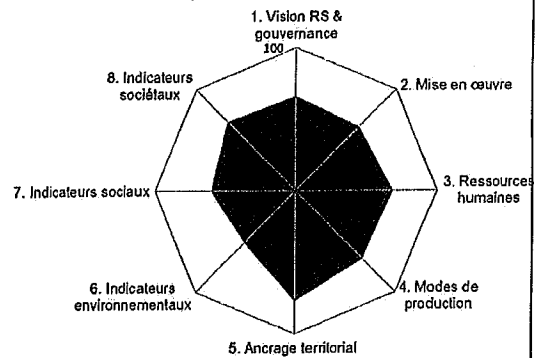 1. Vision RS &
gouvernance
100
8. Indicateurs
sociétaux
2. Mise en œuvre
7. Indicateurs sociaux
3. Ressources
humaines
6. Indicateurs
environnementaux
4. Modes de
production
5. Ancrage territorial